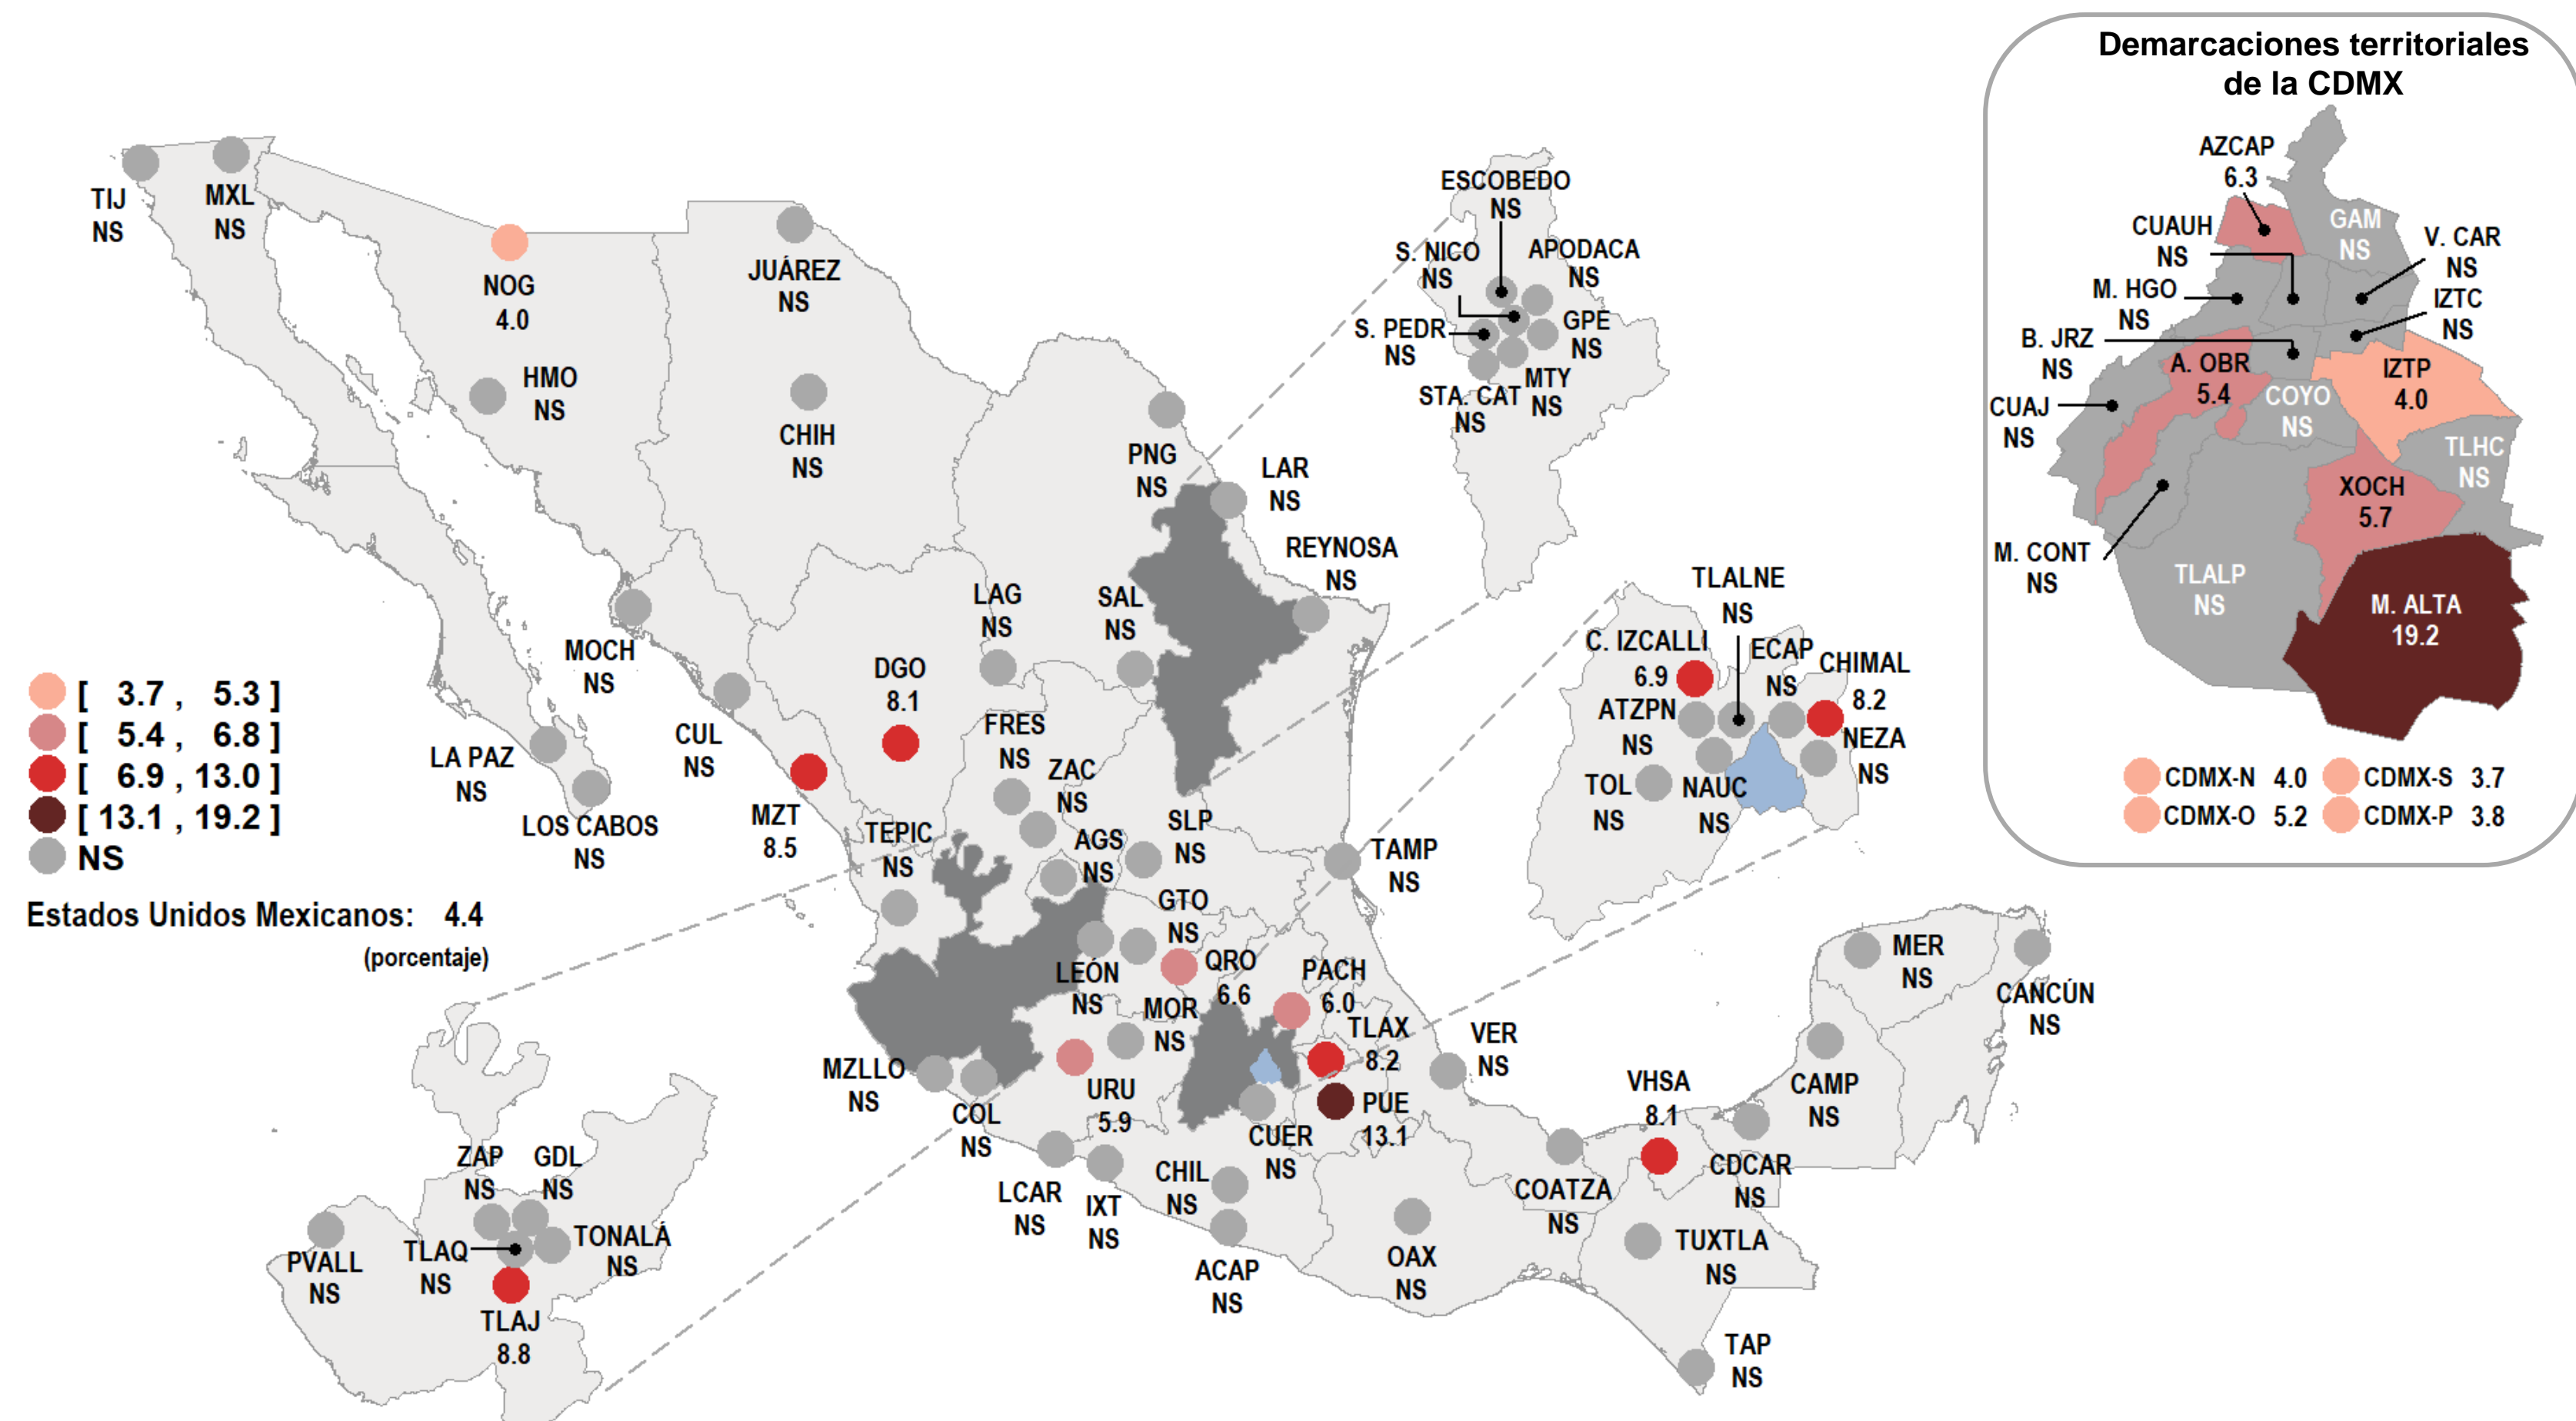 Demarcaciones territoriales
de la CDMX
AZCAP
6.3
CUAUH
NS
GAM
NS
V. CAR
NS
M. HGO
NS
IZTC
NS
B. JRZ
NS
A. OBR
5.4
IZTP
4.0
CUAJ
NS
COYO
NS
TLHC
NS
XOCH
5.7
M. CONT
NS
TLALP
NS
M. ALTA
19.2
CDMX-N 4.0
CDMX-S 3.7
CDMX-O 5.2
CDMX-P 3.8
TIJ
NS
MXL
NS
NOG
4.0
HMO
NS
JUÁREZ
NS
CHIH
NS
ESCOBEDO
NS
S. NICO
NS
APODACA
NS
S. PEDR
NS
GPE
NS
MTY
NS
STA. CAT
NS
PNG
NS
LAR
NS
REYNOSA
NS
LAG
NS
SAL
NS
MOCH
NS
DGO
8.1
CUL
NS
FRES
NS
ZAC
NS
LA PAZ
NS
LOS CABOS
NS
MZT
8.5
TEPIC
NS
AGS
NS
SLP
NS
TAMP
NS
TLALNE
NS
C. IZCALLI
6.9
ECAP
NS
CHIMAL
8.2
ATZPN
NS
NEZA
NS
TOL
NS
NAUC
NS
[ 3.7 , 5.3 ]
[ 5.4 , 6.8 ]
[ 6.9 , 13.0 ]
[ 13.1 , 19.2 ]
NS
Estados Unidos Mexicanos: 4.4
(porcentaje)
GTO
NS
LEÓN
NS
QRO
6.6
PACH
6.0
MOR
NS
TLAX
8.2
VER
NS
MZLLO
NS
COL
NS
URU
5.9
CUER
NS
PUE
13.1
LCAR
NS
IXT
NS
CHIL
NS
ACAP
NS
OAX
NS
COATZA
NS
VHSA
8.1
CDCAR
NS
TUXTLA
NS
TAP
NS
CAMP
NS
MER
NS
CANCÚN
NS
ZAP
NS
GDL
NS
PVALL
NS
TLAQ
NS
TONALÁ
NS
TLAJ
8.8